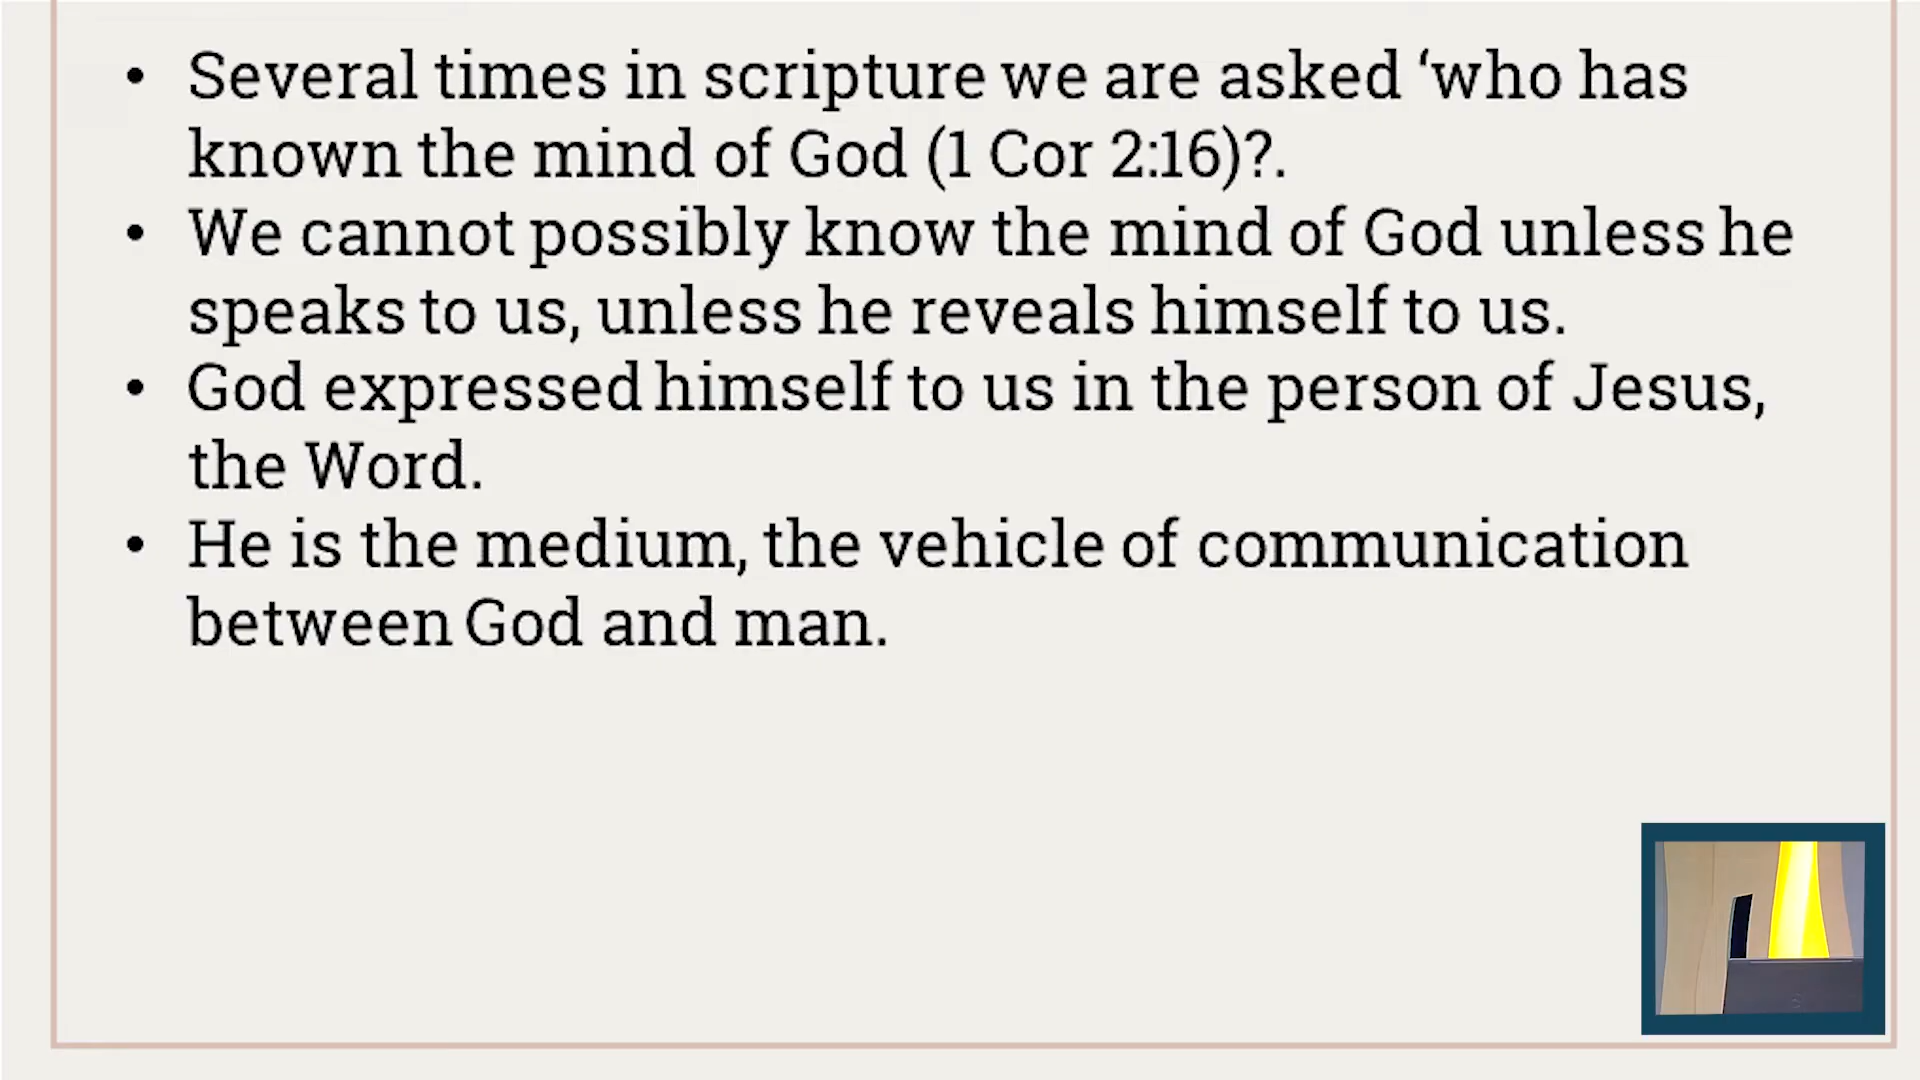 • Several times in scripture we are asked ‘who has
known the mind of God (1 Cor 2:16)?.
• We cannot possibly know the mind of God unless he
speaks to us, unless he reveals himself to us.
• God expressed himself to us in the person of Jesus,
the Word.
• He is the medium, the vehicle of communication
between God and man.